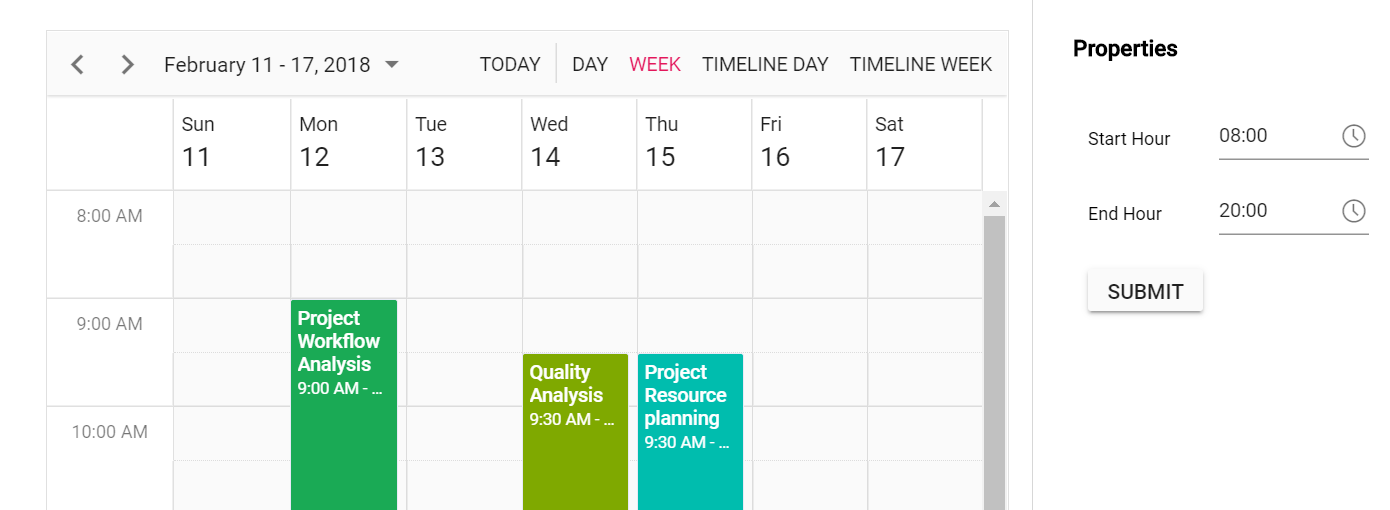 February 11 - 17, 2018 TODAY DAY WEEK TIMELINE DAY TIMELINE WEEK
Sun Mon Tue Wed Thu Fri Sat
11 12 13 14 15 16 17
8:00 AM
9:00 AM
10:00 AM
Project
Workflow
Analysis
9:00 AM - ...
Quality
Analysis
9:30 AM - ...
Project
Resource
planning
9:30 AM - ...
Properties
Start Hour 08:00
End Hour 20:00
SUBMIT